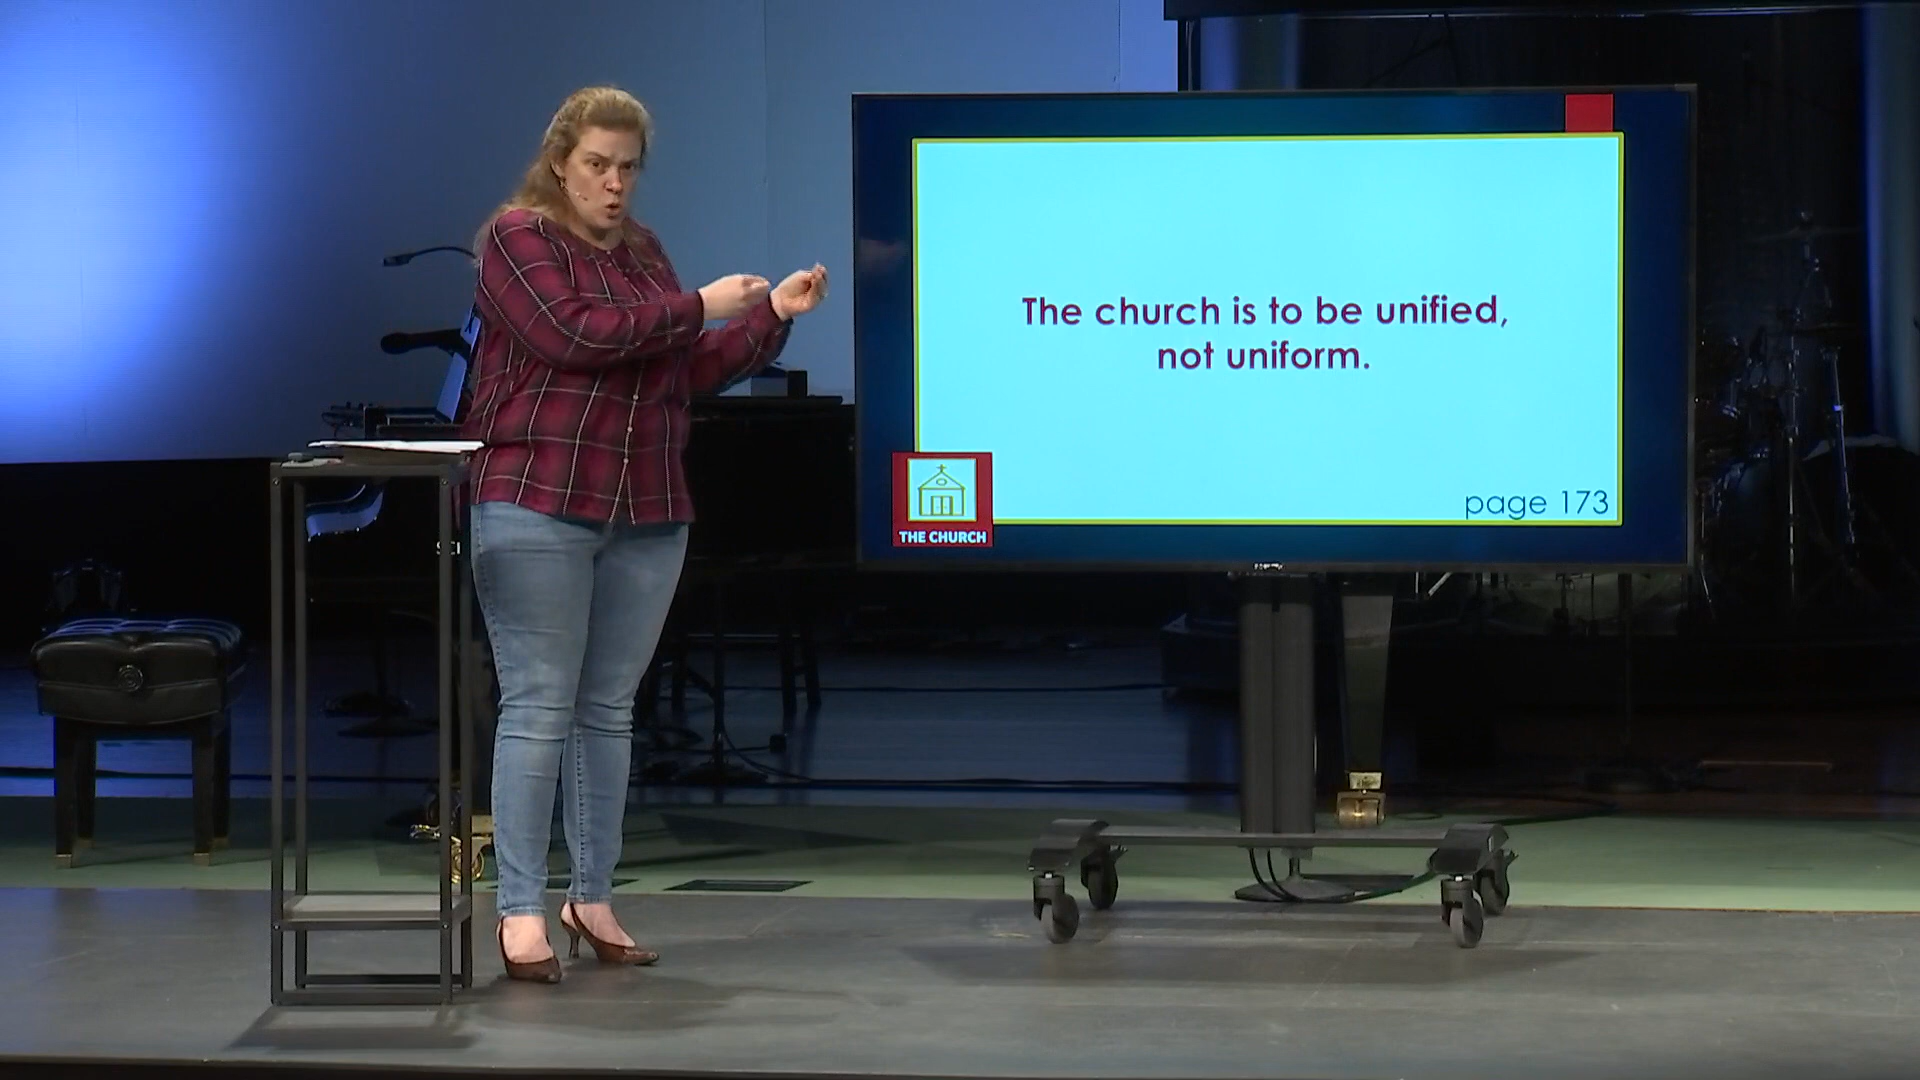 The church is to be unified,
not uniform.
page 173
THE CHURCH